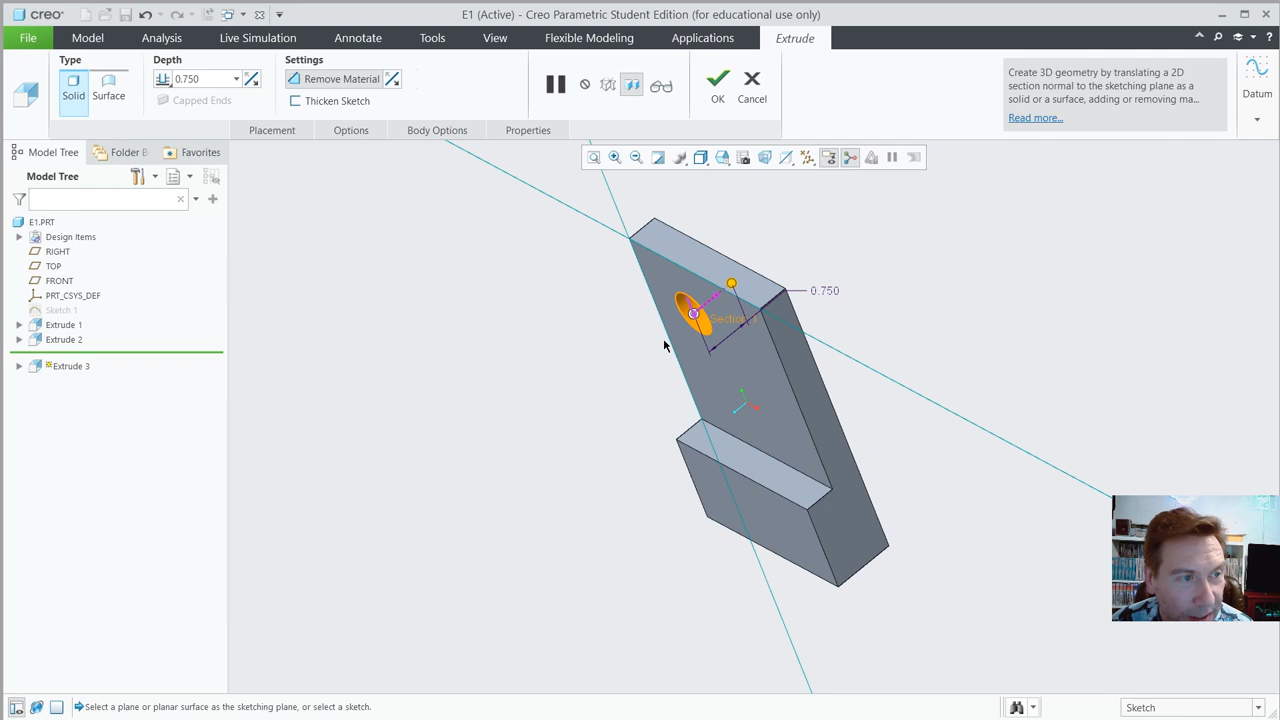 creo
E1 (Active) - Creo Parametric Student Edition (for educational use only)
File
Model
Analysis
Live Simulation
Annotate
Tools
View
Flexible Modeling
Applications
Extrude
Type
Depth
Settings
Solid
Surface
0.750
Capped Ends
Remove Material
Thicken Sketch
OK
Cancel
Create 3D geometry by translating a 2D
section normal to the sketching plane as a
solid or a surface, adding or removing ma...
Read more...
Datum
Placement
Options
Body Options
Properties
Model Tree
Folder B
Favorites
Model Tree
E1.PRT
Design Items
RIGHT
TOP
FRONT
PRT_CSYS_DEF
Sketch 1
Extrude 1
Extrude 2
Extrude 3
0.750
Section
Select a plane or planar surface as the sketching plane, or select a sketch.
Sketch